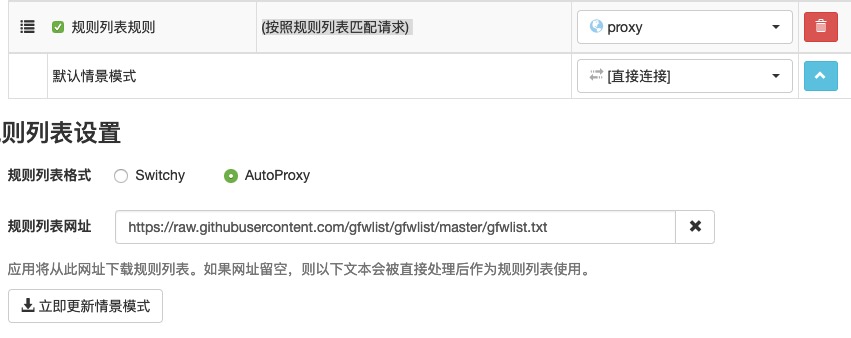 规则列表规则 (按照规则列表匹配请求) proxy
默认情景模式 [直接连接]
则列表设置
规则列表格式 Switchy AutoProxy
规则列表网址 https://raw.githubusercontent.com/gfwlist/gfwlist/master/gfwlist.txt
应用将从此网址下载规则列表。如果网址留空，则以下文本会被直接处理后作为规则列表使用。
立即更新情景模式